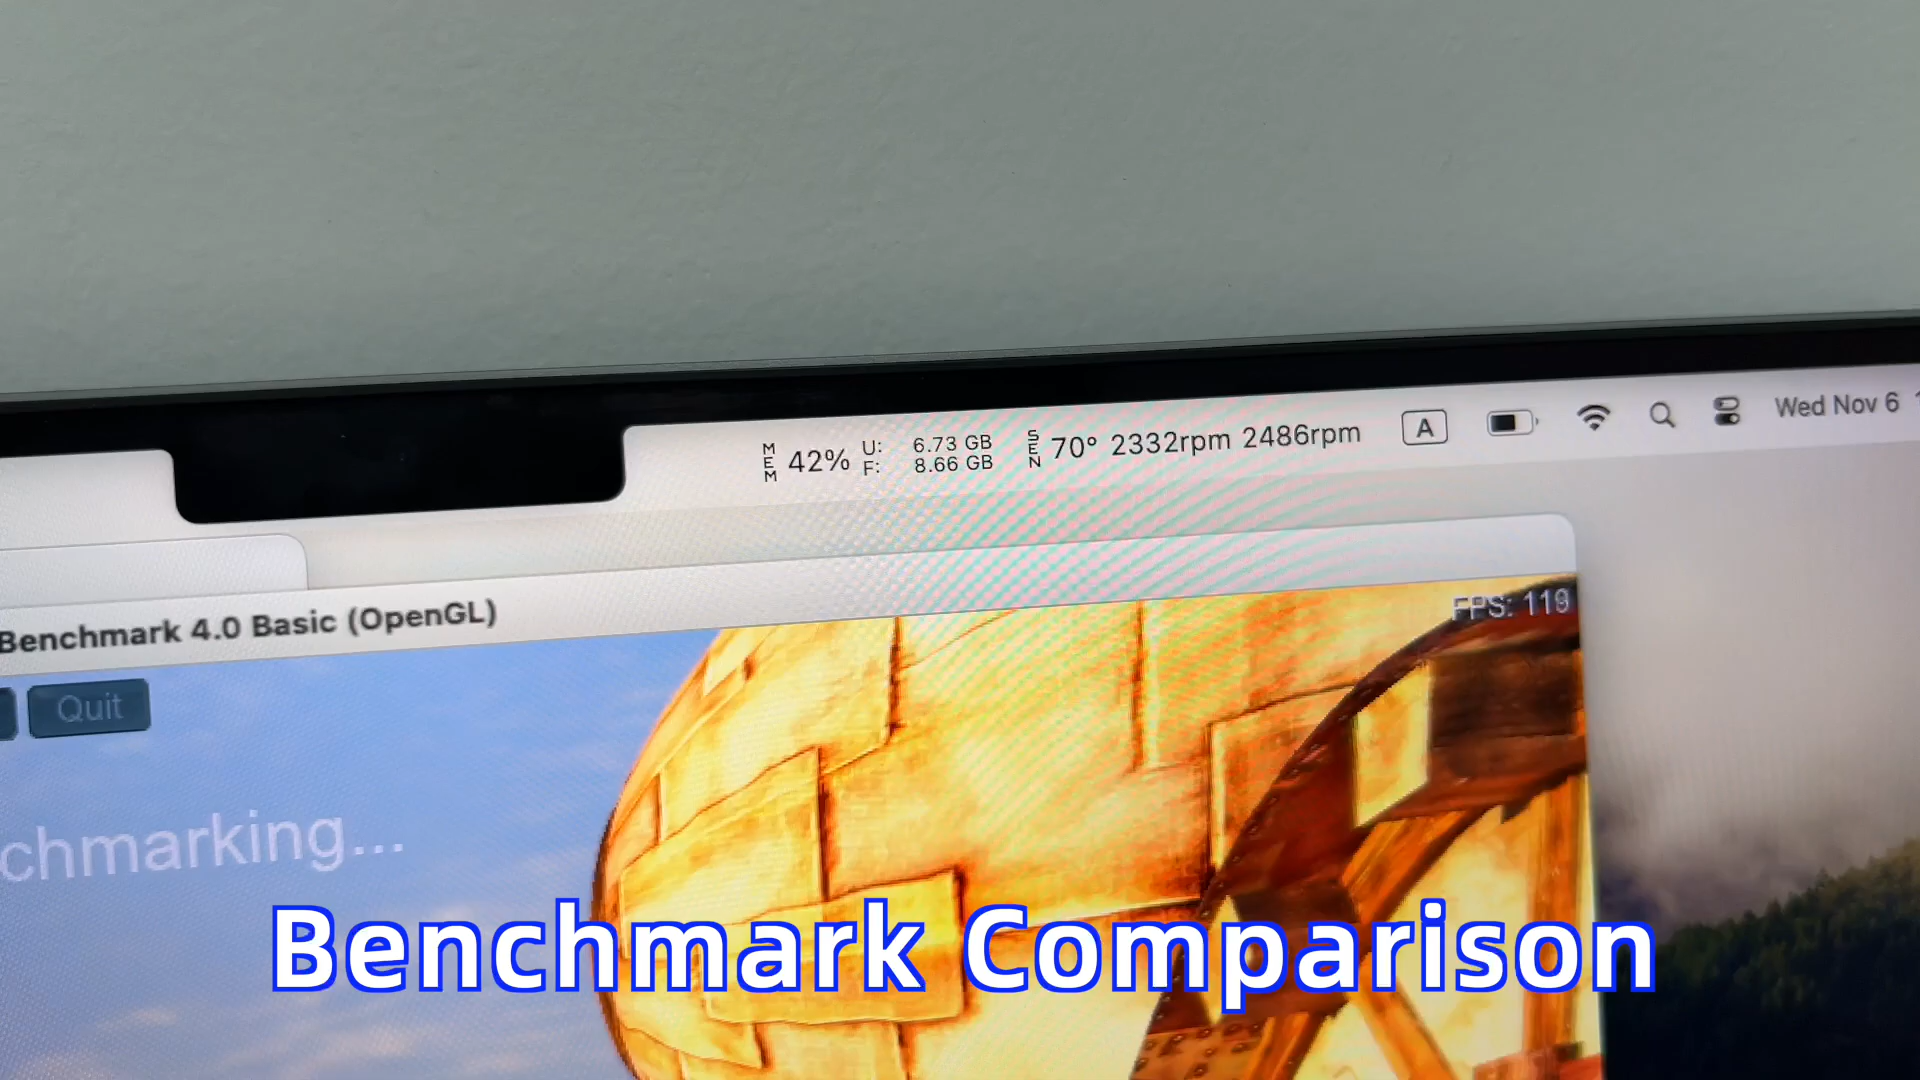 MEM 42% U: 6.73 GB
F: 8.66 GB
SEN 70° 2332rpm 2486rpm A Wed Nov 6
Benchmark 4.0 Basic (OpenGL)
FPS: 119
Quit
chmarking...
Benchmark Comparison